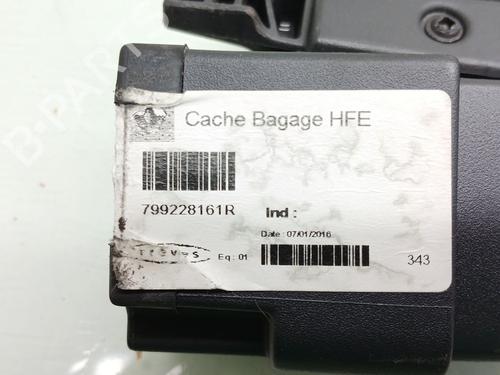 Cache Bagage HFE
799228161R
Ind :
Date : 07/01/2016
Eq : 01
343